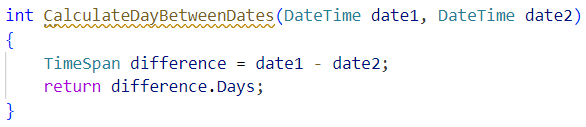 int CalculateDayBetweenDates(DateTime date1, DateTime date2)
{
    TimeSpan difference = date1 - date2;
    return difference.Days;
}